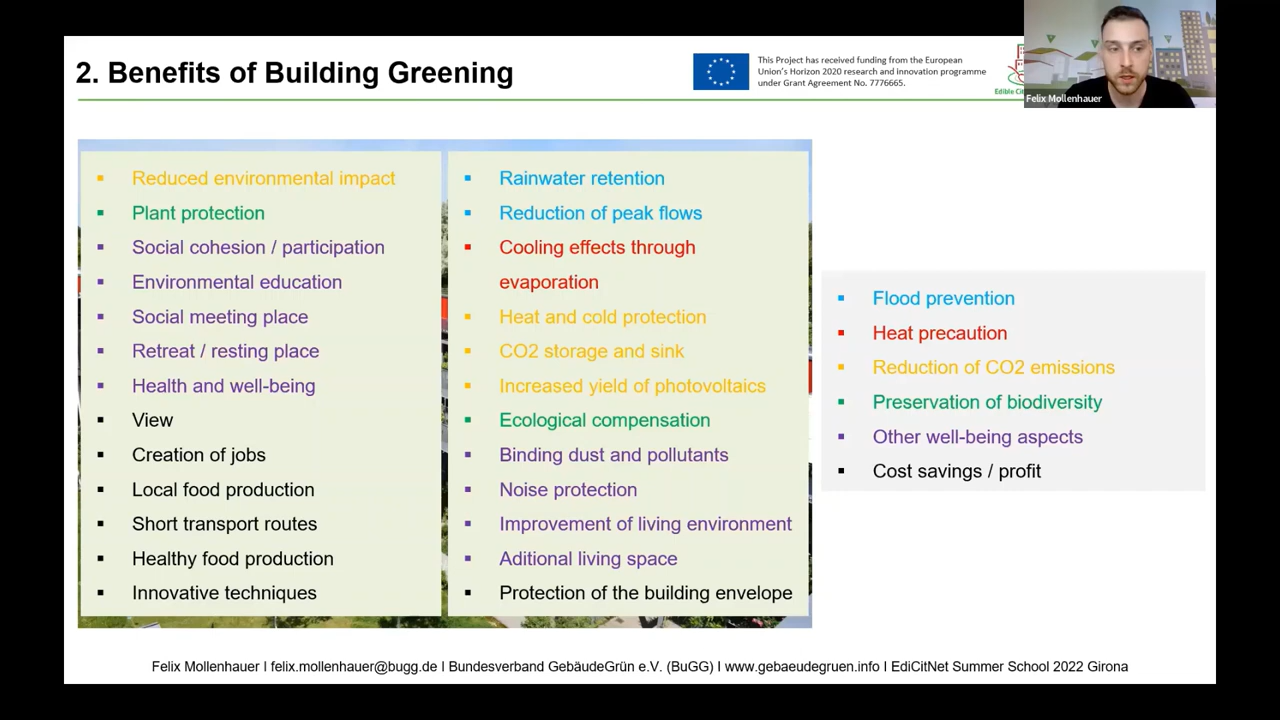 2. Benefits of Building Greening
This Project has received funding from the European
Union's Horizon 2020 research and innovation programme
under Grant Agreement No. 7776665.
Edible
Felix Mollenhauer
Reduced environmental impact
Plant protection
Social cohesion / participation
Environmental education
Social meeting place
Retreat / resting place
Health and well-being
View
Creation of jobs
Local food production
Short transport routes
Healthy food production
Innovative techniques
Rainwater retention
Reduction of peak flows
Cooling effects through
evaporation
Heat and cold protection
CO2 storage and sink
Increased yield of photovoltaics
Ecological compensation
Binding dust and pollutants
Noise protection
Improvement of living environment
Aditional living space
Protection of the building envelope
Flood prevention
Heat precaution
Reduction of CO2 emissions
Preservation of biodiversity
Other well-being aspects
Cost savings / profit
Felix Mollenhauer I felix.mollenhauer@bugg.de I Bundesverband GebäudeGrün e.V. (BuGG) I www.gebaeudegruen.info I EdiCitNet Summer School 2022 Girona